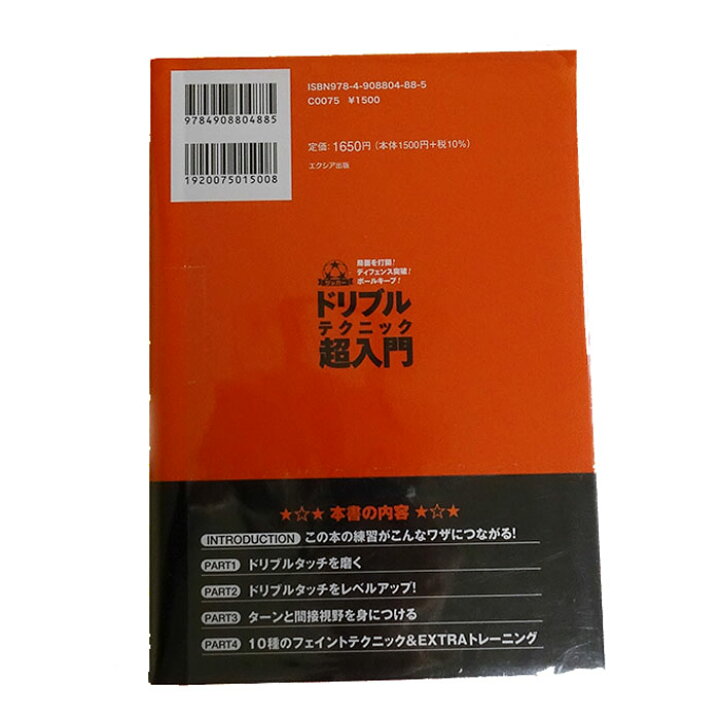 ISBN978-4-908804-88-5
C0075 ¥1500
9784908804885
定価：1650円（本体1500円+税10%）
エクシア出版
1920075015008
局面を打開！
ディフェンス突破！
ボールキープ！
サッカー
ドリブル
テクニック
超入門
★☆★ 本書の内容 ★☆★
INTRODUCTION この本の練習がこんなワザにつながる！
PART1 ドリブルタッチを磨く
PART2 ドリブルタッチをレベルアップ！
PART3 ターンと間接視野を身につける
PART4 10種のフェイントテクニック&EXTRAトレーニング